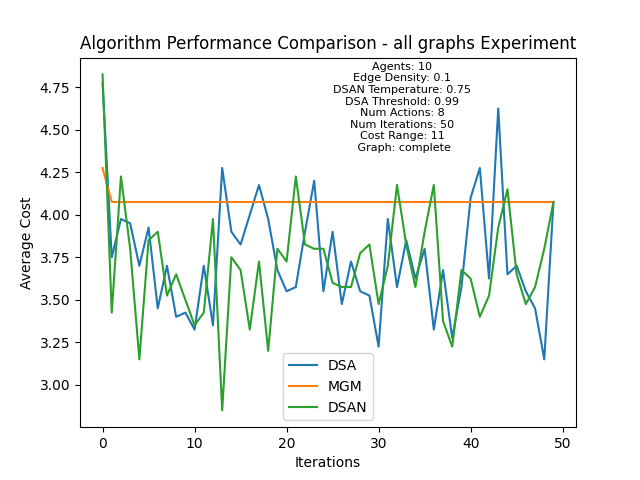 Algorithm Performance Comparison - all graphs Experiment
Agents: 10
Edge Density: 0.1
DSAN Temperature: 0.75
DSA Threshold: 0.99
Num Actions: 8
Num Iterations: 50
Cost Range: 11
Graph: complete
4.75
4.50
4.25
4.00
3.75
3.50
3.25
3.00
Average Cost
DSA
MGM
DSAN
0
10
20
30
40
50
Iterations